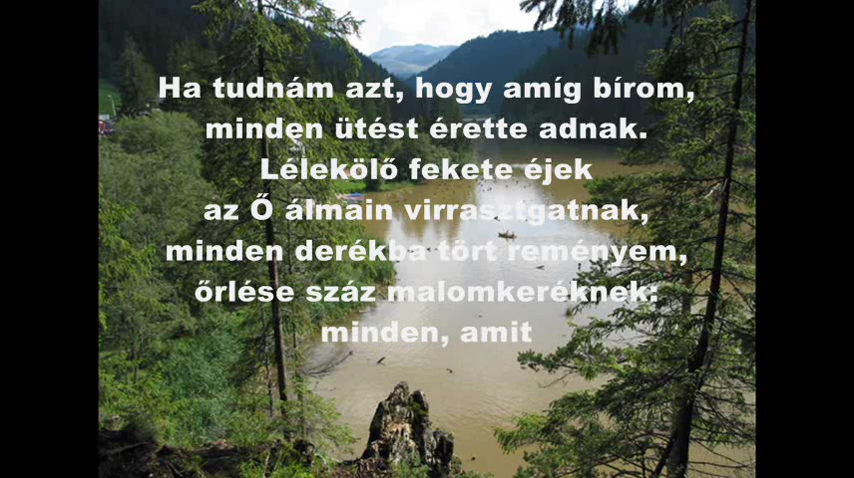 Ha tudnám azt, hogy amíg bírom,
minden ütést érette adnak.
Lélekölő fekete éjek
az Ő álmain virrasztgatnak,
minden derékba tört reményem,
őrlése száz malomkeréknek:
minden, amit